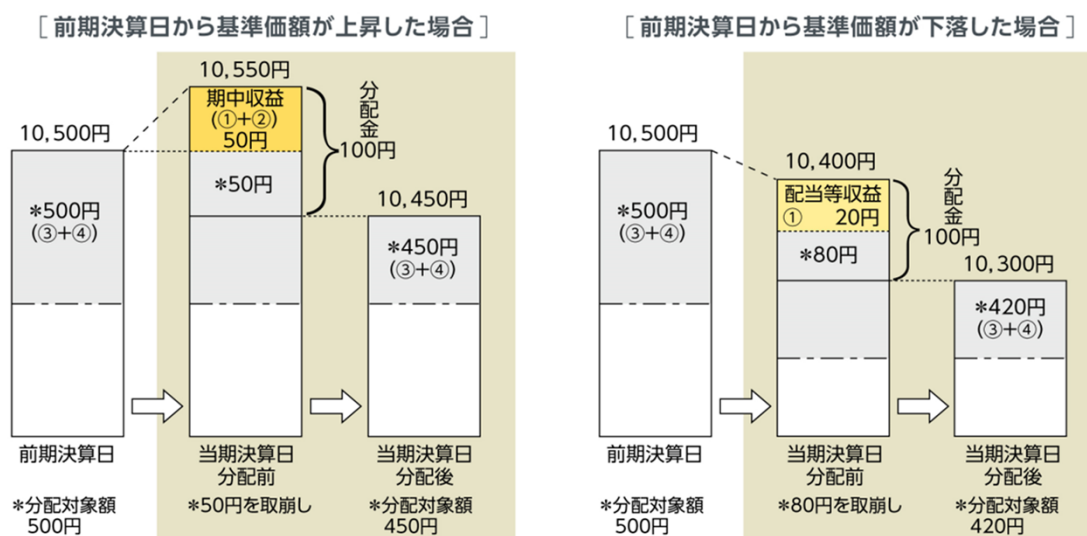 ［前期決算日から基準価額が上昇した場合］
10,550円
期中収益
(①+②)
50円
分配金
100円
10,500円
*500円
(③+④)
*50円
10,450円
*450円
(③+④)
前期決算日
当期決算日
分配前
当期決算日
分配後
*分配対象額
500円
*50円を取崩し
*分配対象額
450円
［前期決算日から基準価額が下落した場合］
10,500円
*500円
(③+④)
10,400円
配当等収益
① 20円
分配金
100円
*80円
10,300円
*420円
(③+④)
前期決算日
当期決算日
分配前
当期決算日
分配後
*分配対象額
500円
*80円を取崩し
*分配対象額
420円